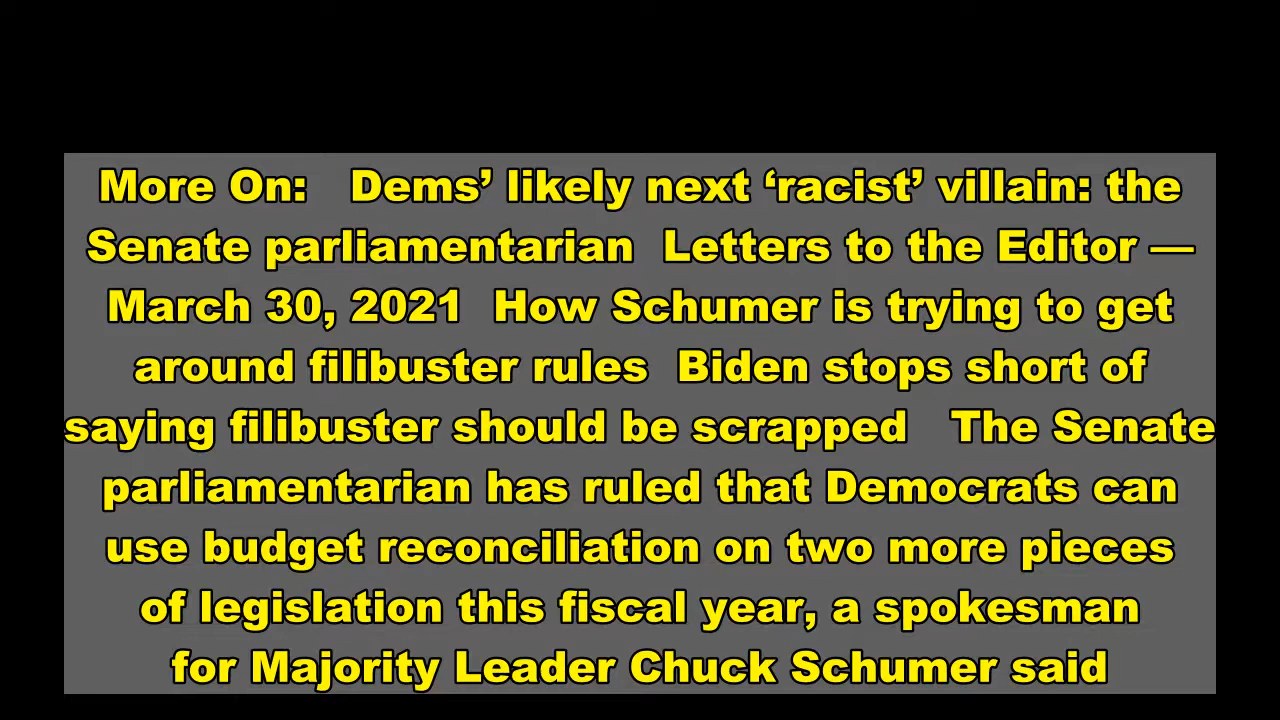 More On: Dems’ likely next ‘racist’ villain: the
Senate parliamentarian Letters to the Editor —
March 30, 2021 How Schumer is trying to get
around filibuster rules Biden stops short of
saying filibuster should be scrapped The Senate
parliamentarian has ruled that Democrats can
use budget reconciliation on two more pieces
of legislation this fiscal year, a spokesman
for Majority Leader Chuck Schumer said